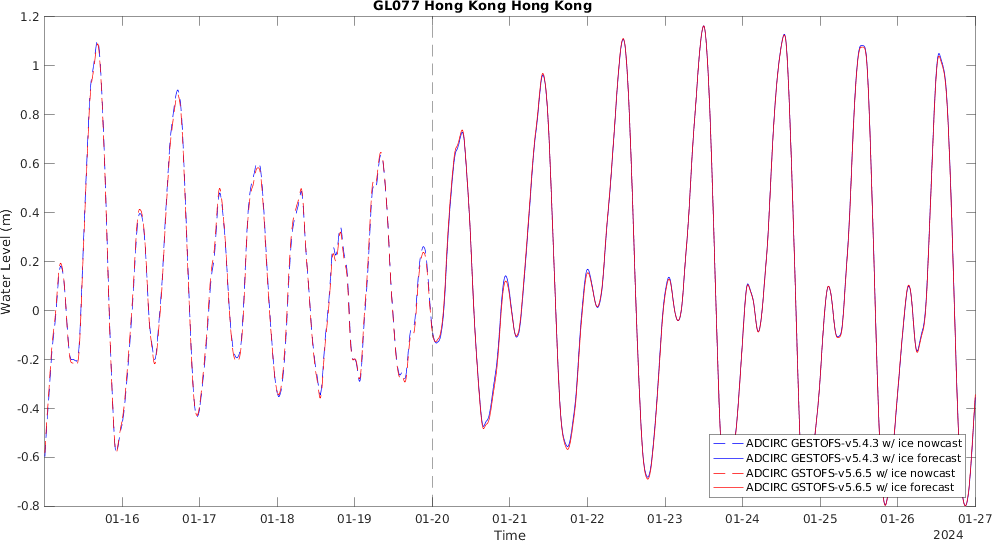 GL077 Hong Kong Hong Kong
1.2
1
0.8
0.6
0.4
0.2
0
-0.2
-0.4
-0.6
-0.8
Water Level (m)
01-16 01-17 01-18 01-19 01-20 01-21 01-22 01-23 01-24 01-25 01-26 01-27
Time
2024
ADCIRC GESTOFS-v5.4.3 w/ ice nowcast
ADCIRC GESTOFS-v5.4.3 w/ ice forecast
ADCIRC GSTOFS-v5.6.5 w/ ice nowcast
ADCIRC GSTOFS-v5.6.5 w/ ice forecast